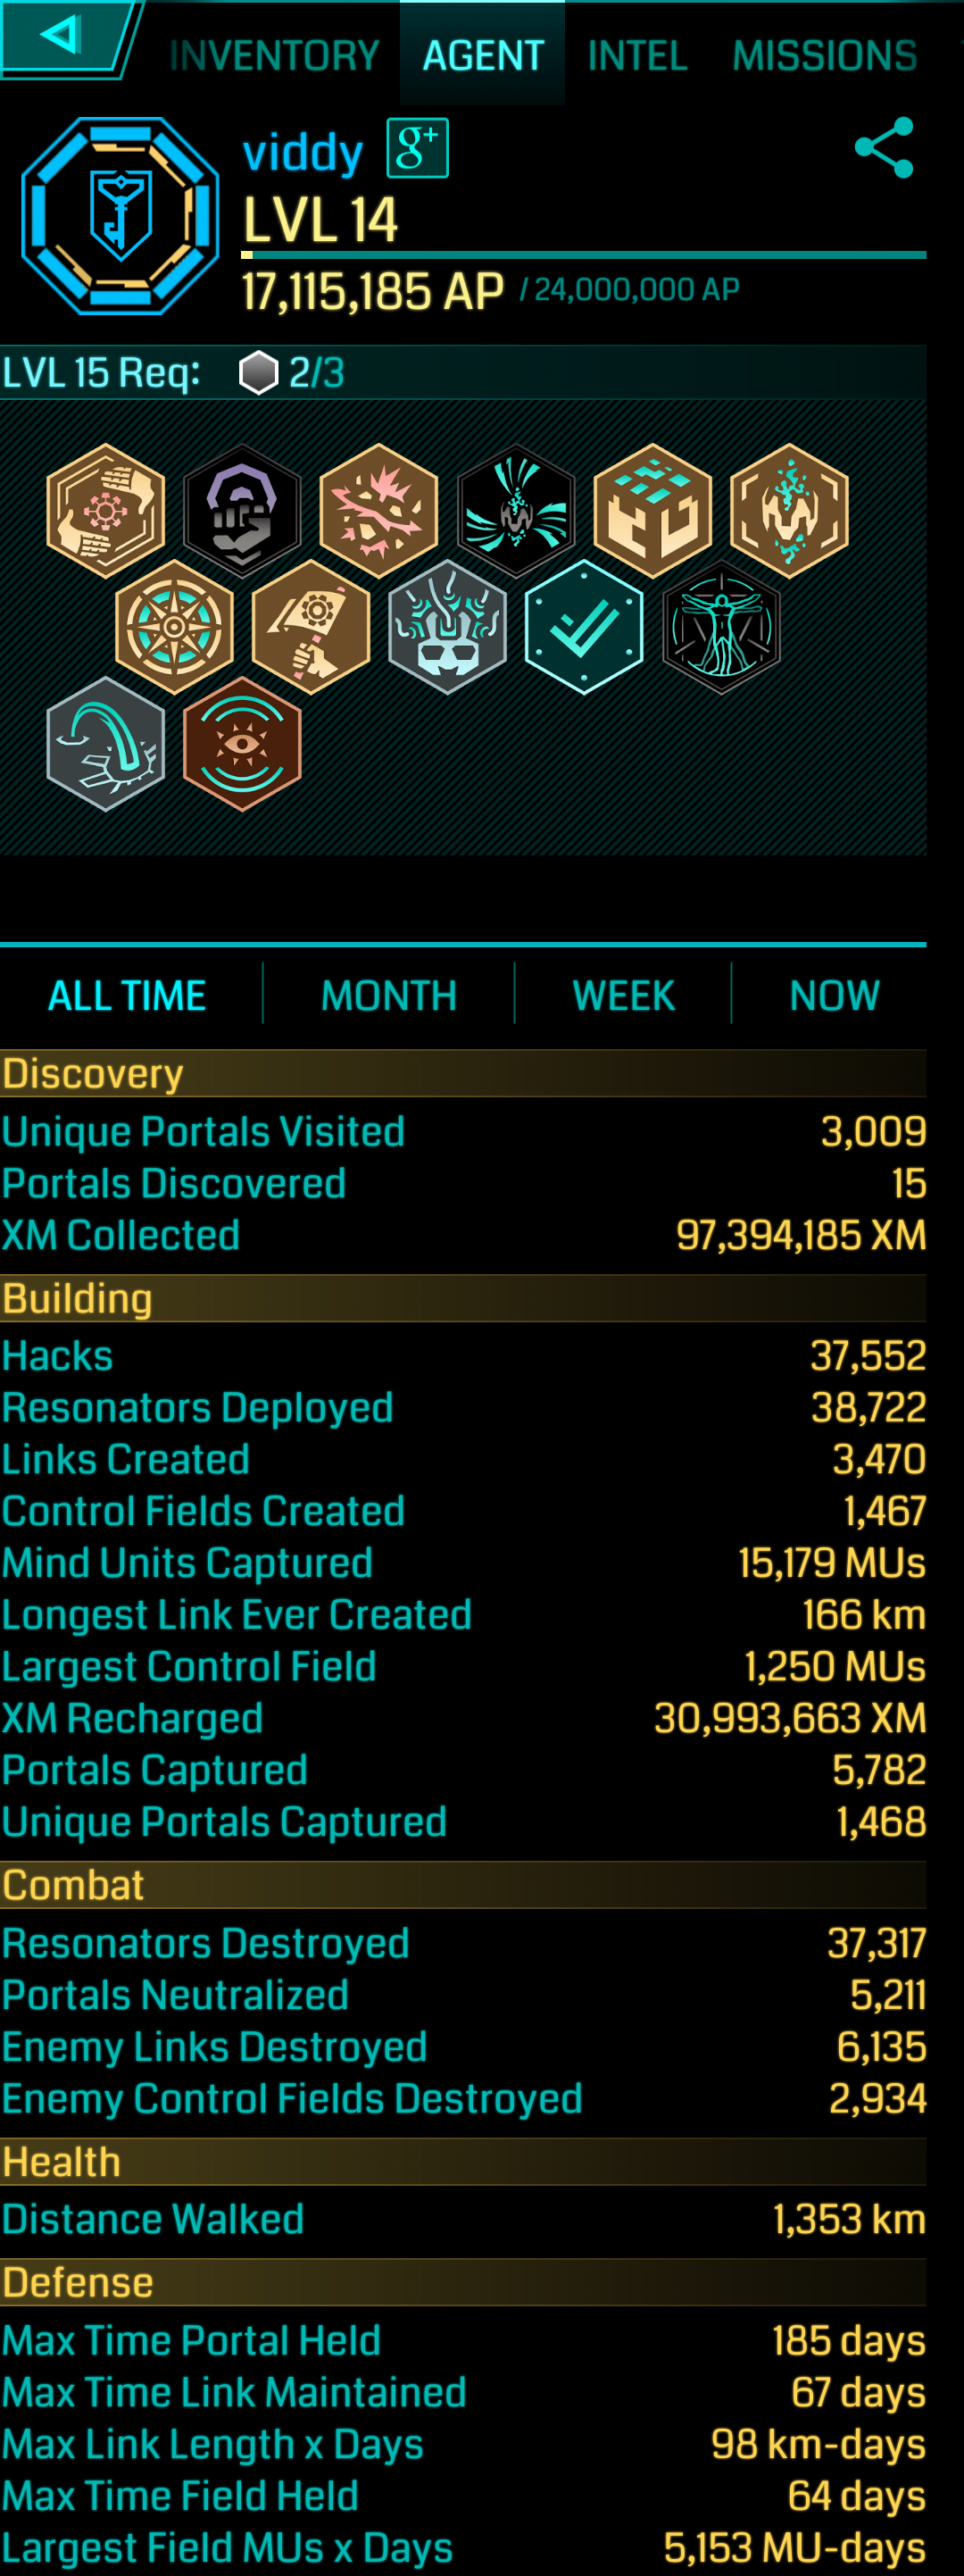 INVENTORY AGENT INTEL MISSIONS
viddy g+
LVL 14
17,115,185 AP / 24,000,000 AP
LVL 15 Req: 2/3
ALL TIME MONTH WEEK NOW
Discovery
Unique Portals Visited 3,009
Portals Discovered 15
XM Collected 97,394,185 XM
Building
Hacks 37,552
Resonators Deployed 38,722
Links Created 3,470
Control Fields Created 1,467
Mind Units Captured 15,179 MUs
Longest Link Ever Created 166 km
Largest Control Field 1,250 MUs
XM Recharged 30,993,663 XM
Portals Captured 5,782
Unique Portals Captured 1,468
Combat
Resonators Destroyed 37,317
Portals Neutralized 5,211
Enemy Links Destroyed 6,135
Enemy Control Fields Destroyed 2,934
Health
Distance Walked 1,353 km
Defense
Max Time Portal Held 185 days
Max Time Link Maintained 67 days
Max Link Length x Days 98 km-days
Max Time Field Held 64 days
Largest Field MUs x Days 5,153 MU-days